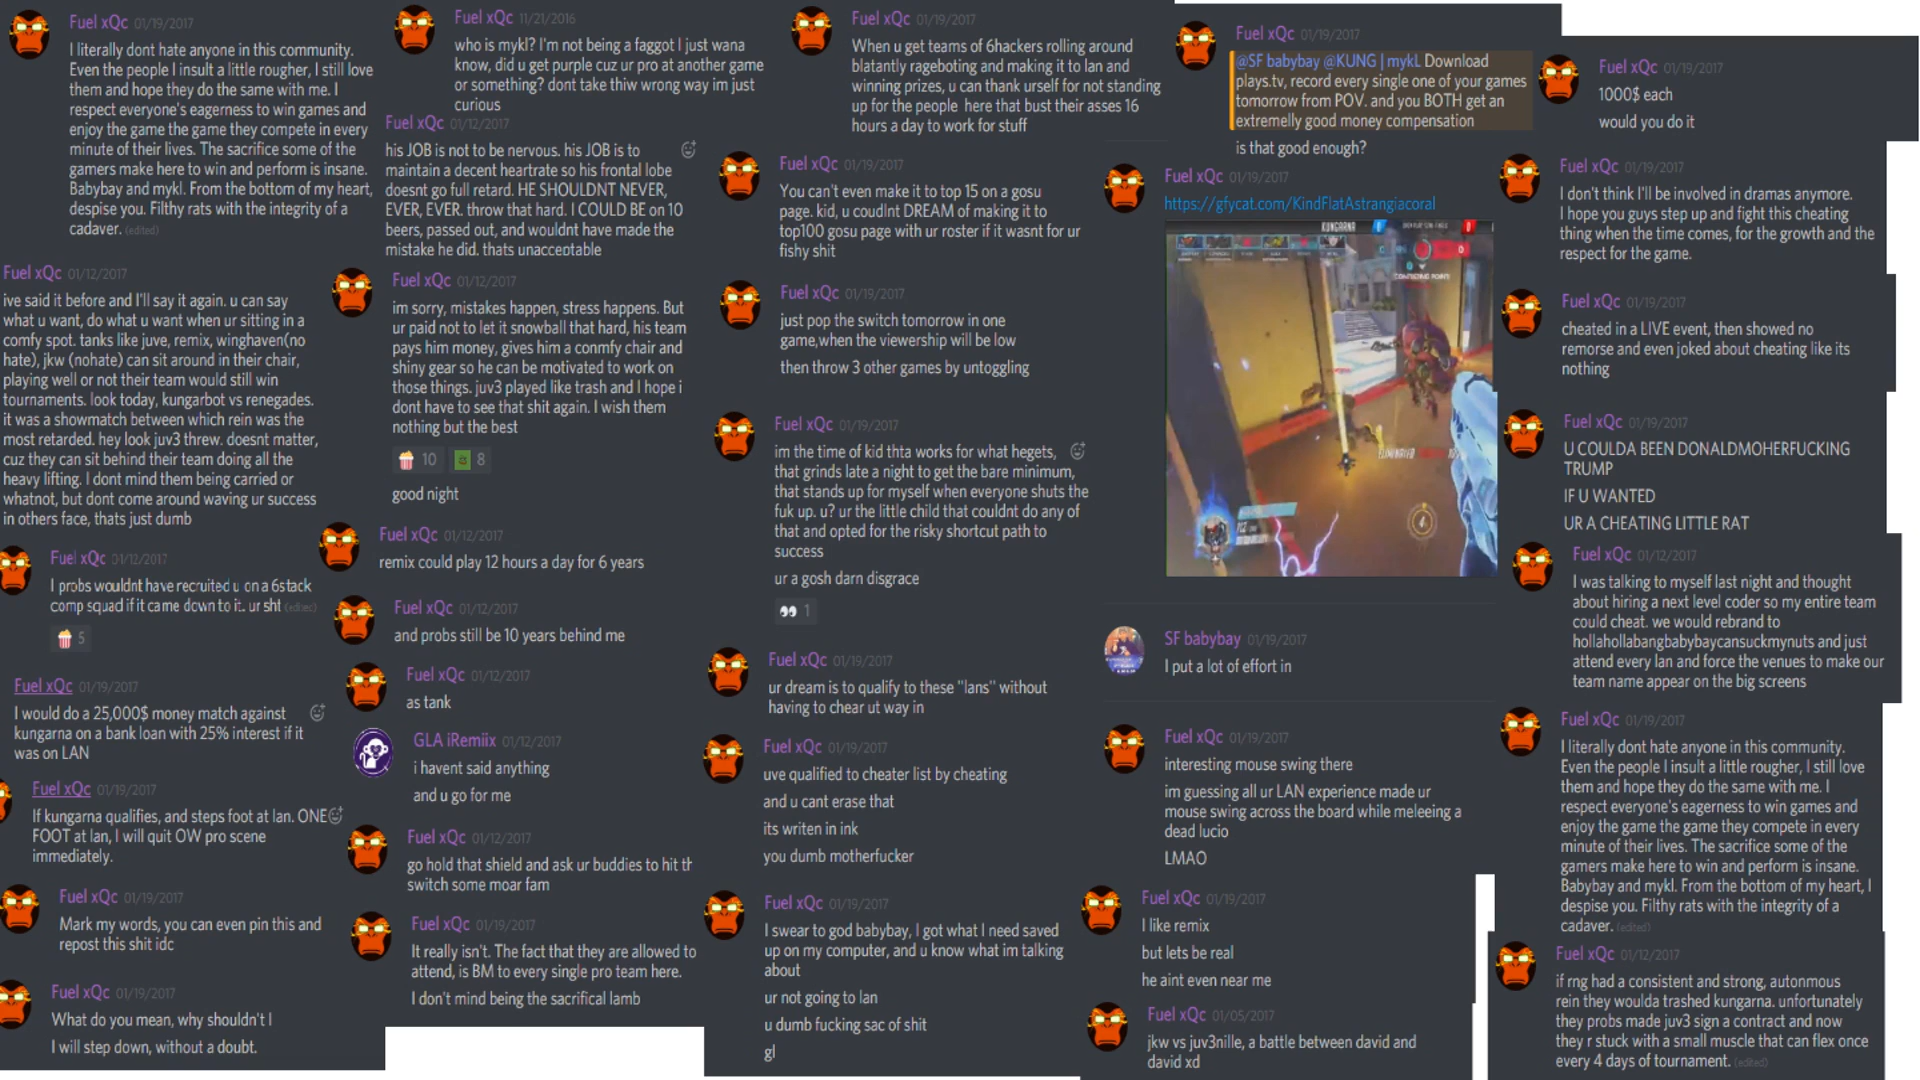 Fuel xQc 01/19/2017
I literally dont hate anyone in this community.
Even the people I insult a little rougher, I still love
them and hope they do the same with me. I
respect everyone's eagerness to win games and
enjoy the game the game they compete in every
minute of their lives. The sacrifice some of the
gamers make here to win and perform is insane.
Babybay and mykl. From the bottom of my heart,
despise you. Filthy rats with the integrity of a
cadaver. (edited)
Fuel xQc 01/12/2017
ive said it before and I'll say it again. u can say
what u want, do what u want when ur sitting in a
comfy spot. tanks like juve, remix, winghaven(no
hate), jkw (nohate) can sit around in their chair,
playing well or not their team would still win
tournaments. look today, kungarbot vs renegades.
it was a showmatch between which rein was the
most retarded. hey look juv3 threw. doesnt matter,
cuz they can sit behind their team doing all the
heavy lifting. I dont mind them being carried or
whatnot, but dont come around waving ur success
in others face, thats just dumb
Fuel xQc 01/12/2017
I probs wouldnt have recruited u on a 6stack
comp squad if it came down to it. ur sht (edited)
5
Fuel xQc 01/19/2017
I would do a 25,000$ money match against
kungarna on a bank loan with 25% interest if it
was on LAN
Fuel xQc 01/19/2017
If kungarna qualifies, and steps foot at lan. ONE
FOOT at lan, I will quit OW pro scene
immediately.
Fuel xQc 01/19/2017
Mark my words, you can even pin this and
repost this shit idc
Fuel xQc 01/19/2017
What do you mean, why shouldn't I
I will step down, without a doubt.
Fuel xQc 11/21/2016
who is mykl? I'm not being a faggot I just wana
know, did u get purple cuz ur pro at another game
or something? dont take thiw wrong way im just
curious
Fuel xQc 01/12/2017
his JOB is not to be nervous. his JOB is to
maintain a decent heartrate so his frontal lobe
doesnt go full retard. HE SHOULDNT NEVER,
EVER, EVER. throw that hard. I COULD BE on 10
beers, passed out, and wouldnt have made the
mistake he did. thats unacceotable
Fuel xQc 01/12/2017
im sorry, mistakes happen, stress happens. But
ur paid not to let it snowball that hard, his team
pays him money, gives him a conmfy chair and
shiny gear so he can be motivated to work on
those things. juv3 played like trash and I hope i
dont have to see that shit again. I wish them
nothing but the best
10 8
good night
Fuel xQc 01/12/2017
remix could play 12 hours a day for 6 years
Fuel xQc 01/12/2017
and probs still be 10 years behind me
Fuel xQc 01/12/2017
as tank
GLA iRemiix 01/12/2017
i havent said anything
and u go for me
Fuel xQc 01/12/2017
go hold that shield and ask ur buddies to hit th
switch some moar fam
Fuel xQc 01/19/2017
It really isn't. The fact that they are allowed to
attend, is BM to every single pro team here.
I don't mind being the sacrifical lamb
Fuel xQc 01/19/2017
When u get teams of 6hackers rolling around
blatantly rageboting and making it to lan and
winning prizes, u can thank urself for not standing
up for the people here that bust their asses 16
hours a day to work for stuff
Fuel xQc 01/19/2017
You can't even make it to top 15 on a gosu
page. kid, u coudlnt DREAM of making it to
top100 gosu page with ur roster if it wasnt for ur
fishy shit
Fuel xQc 01/19/2017
just pop the switch tomorrow in one
game,when the viewership will be low
then throw 3 other games by untoggling
Fuel xQc 01/19/2017
im the time of kid thta works for what hegets,
that grinds late a night to get the bare minimum,
that stands up for myself when everyone shuts the
fuk up. u? ur the little child that couldnt do any of
that and opted for the risky shortcut path to
success
ur a gosh darn disgrace
1
Fuel xQc 01/19/2017
ur dream is to qualify to these "lans" without
having to chear ut way in
Fuel xQc 01/19/2017
uve qualified to cheater list by cheating
and u cant erase that
its writen in ink
you dumb motherfucker
Fuel xQc 01/19/2017
I swear to god babybay, I got what I need saved
up on my computer, and u know what im talking
about
ur not going to lan
u dumb fucking sac of shit
gl
Fuel xQc 01/19/2017
@SF babybay @KUNG | mykL Download
plays.tv, record every single one of your games
tomorrow from POV. and you BOTH get an
extremelly good money compensation
is that good enough?
Fuel xQc 01/19/2017
https://gfycat.com/KindFlatAstrangiacoral
KUNGARNA 0 0
CONTESTING POINT
ELIMINATED
4
SF babybay 01/19/2017
I put a lot of effort in
Fuel xQc 01/19/2017
interesting mouse swing there
im guessing all ur LAN experience made ur
mouse swing across the board while meleeing a
dead lucio
LMAO
Fuel xQc 01/19/2017
I like remix
but lets be real
he aint even near me
Fuel xQc 01/05/2017
jkw vs juv3nille, a battle between david and
david xd
Fuel xQc 01/19/2017
1000$ each
would you do it
Fuel xQc 01/19/2017
I don't think I'll be involved in dramas anymore.
I hope you guys step up and fight this cheating
thing when the time comes, for the growth and the
respect for the game.
Fuel xQc 01/19/2017
cheated in a LIVE event, then showed no
remorse and even joked about cheating like its
nothing
Fuel xQc 01/19/2017
U COULDA BEEN DONALDMOHERFUCKING
TRUMP
IF U WANTED
UR A CHEATING LITTLE RAT
Fuel xQc 01/12/2017
I was talking to myself last night and thought
about hiring a next level coder so my entire team
could cheat. we would rebrand to
hollahollabangbabybaycansuckmynuts and just
attend every lan and force the venues to make our
team name appear on the big screens
Fuel xQc 01/19/2017
I literally dont hate anyone in this community.
Even the people I insult a little rougher, I still love
them and hope they do the same with me. I
respect everyone's eagerness to win games and
enjoy the game the game they compete in every
minute of their lives. The sacrifice some of the
gamers make here to win and perform is insane.
Babybay and mykl. From the bottom of my heart, I
despise you. Filthy rats with the integrity of a
cadaver. (edited)
Fuel xQc 01/12/2017
if rng had a consistent and strong, autonmous
rein they woulda trashed kungarna. unfortunately
they probs made juv3 sign a contract and now
they r stuck with a small muscle that can flex once
every 4 days of tournament. (edited)